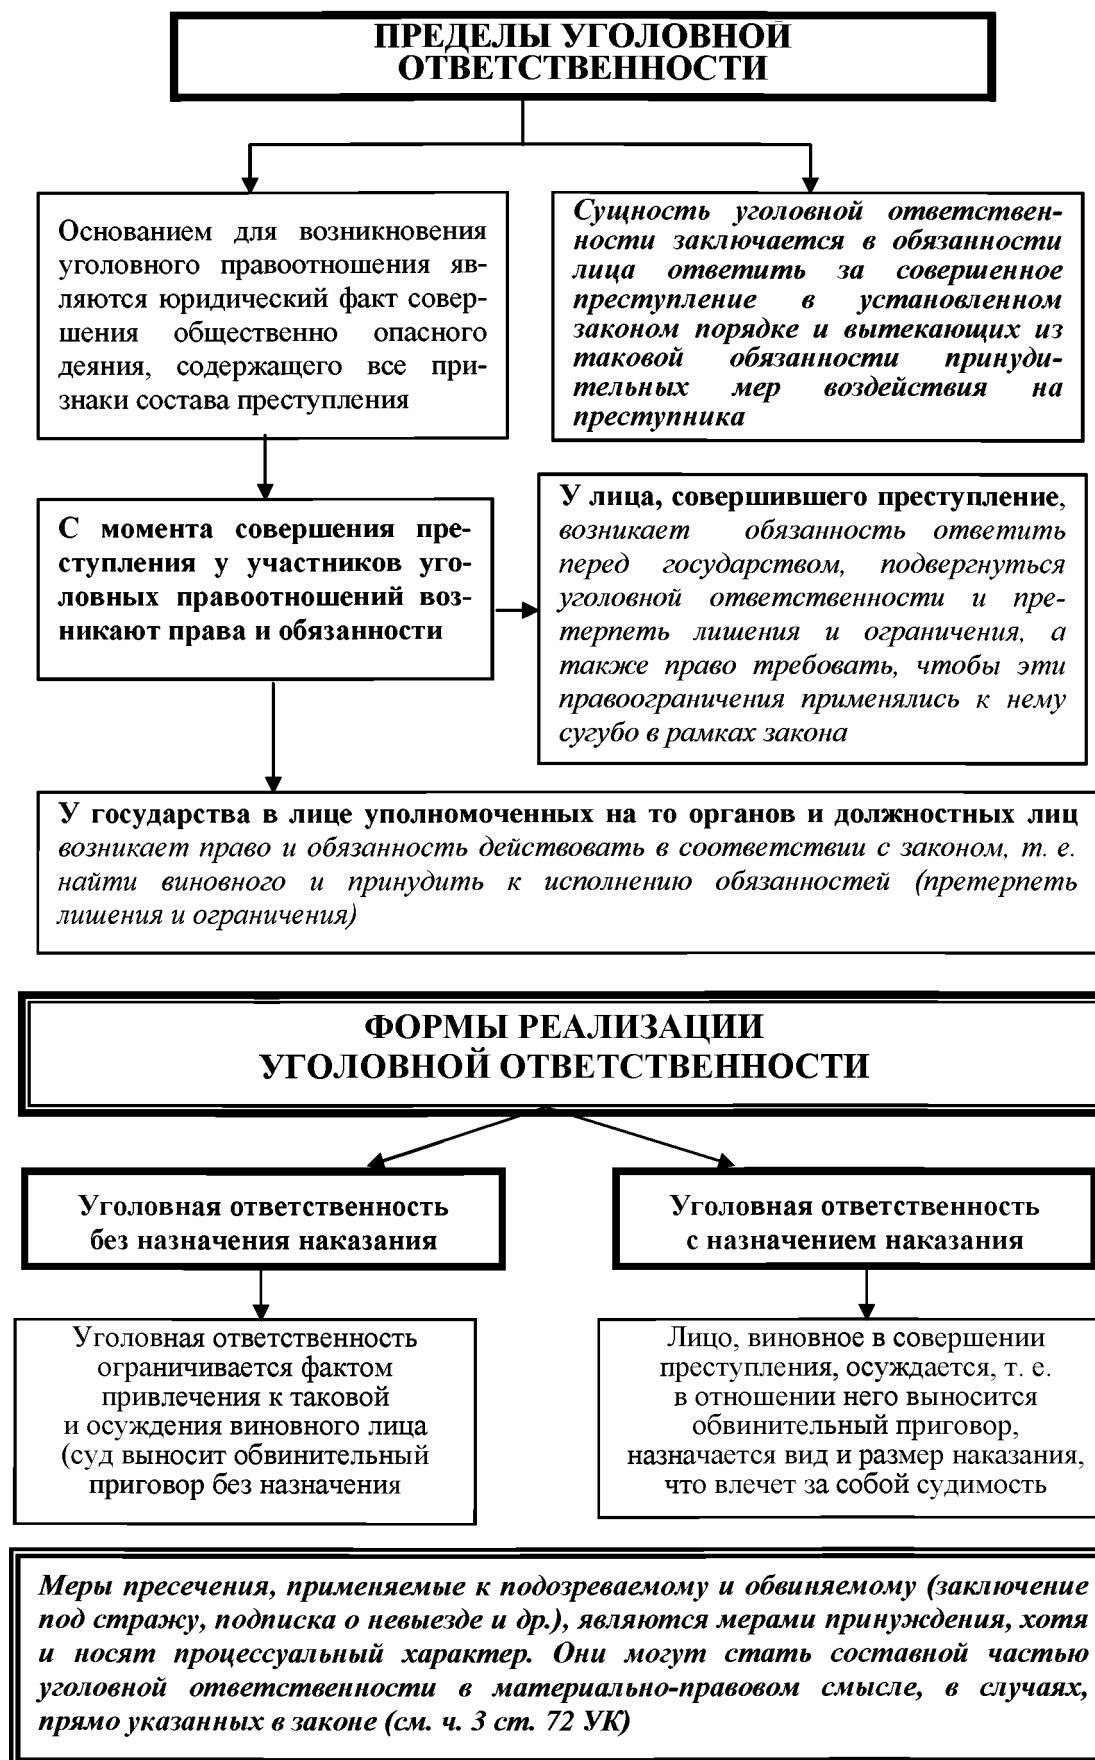 ПРЕДЕЛЫ УГОЛОВНОЙ
ОТВЕТСТВЕННОСТИ
Основанием для возникновения
уголовного правоотношения яв-
ляются юридический факт совер-
шения общественно опасного
деяния, содержащего все при-
знаки состава преступления
Сущность уголовной ответствен-
ности заключается в обязанности
лица ответить за совершенное
преступление в установленном
законом порядке и вытекающих из
таковой обязанности принуди-
тельных мер воздействия на
преступника
С момента совершения пре-
ступления у участников уго-
ловных правоотношений воз-
никают права и обязанности
У лица, совершившего преступление,
возникает обязанность ответить
перед государством, подвергнуться
уголовной ответственности и пре-
терпеть лишения и ограничения, а
также право требовать, чтобы эти
правоограничения применялись к нему
сугубо в рамках закона
У государства в лице уполномоченных на то органов и должностных лиц
возникает право и обязанность действовать в соответствии с законом, т. е.
найти виновного и принудить к исполнению обязанностей (претерпеть
лишения и ограничения)
ФОРМЫ РЕАЛИЗАЦИИ
УГОЛОВНОЙ ОТВЕТСТВЕННОСТИ
Уголовная ответственность
без назначения наказания
Уголовная ответственность
с назначением наказания
Уголовная ответственность
ограничивается фактом
привлечения к таковой
и осуждения виновного лица
(суд выносит обвинительный
приговор без назначения
Лицо, виновное в совершении
преступления, осуждается, т. е.
в отношении него выносится
обвинительный приговор,
назначается вид и размер наказания,
что влечет за собой судимость
Меры пресечения, применяемые к подозреваемому и обвиняемому (заключение
под стражу, подписка о невыезде и др.), являются мерами принуждения, хотя
и носят процессуальный характер. Они могут стать составной частью
уголовной ответственности в материально-правовом смысле, в случаях,
прямо указанных в законе (см. ч. 3 ст. 72 УК)